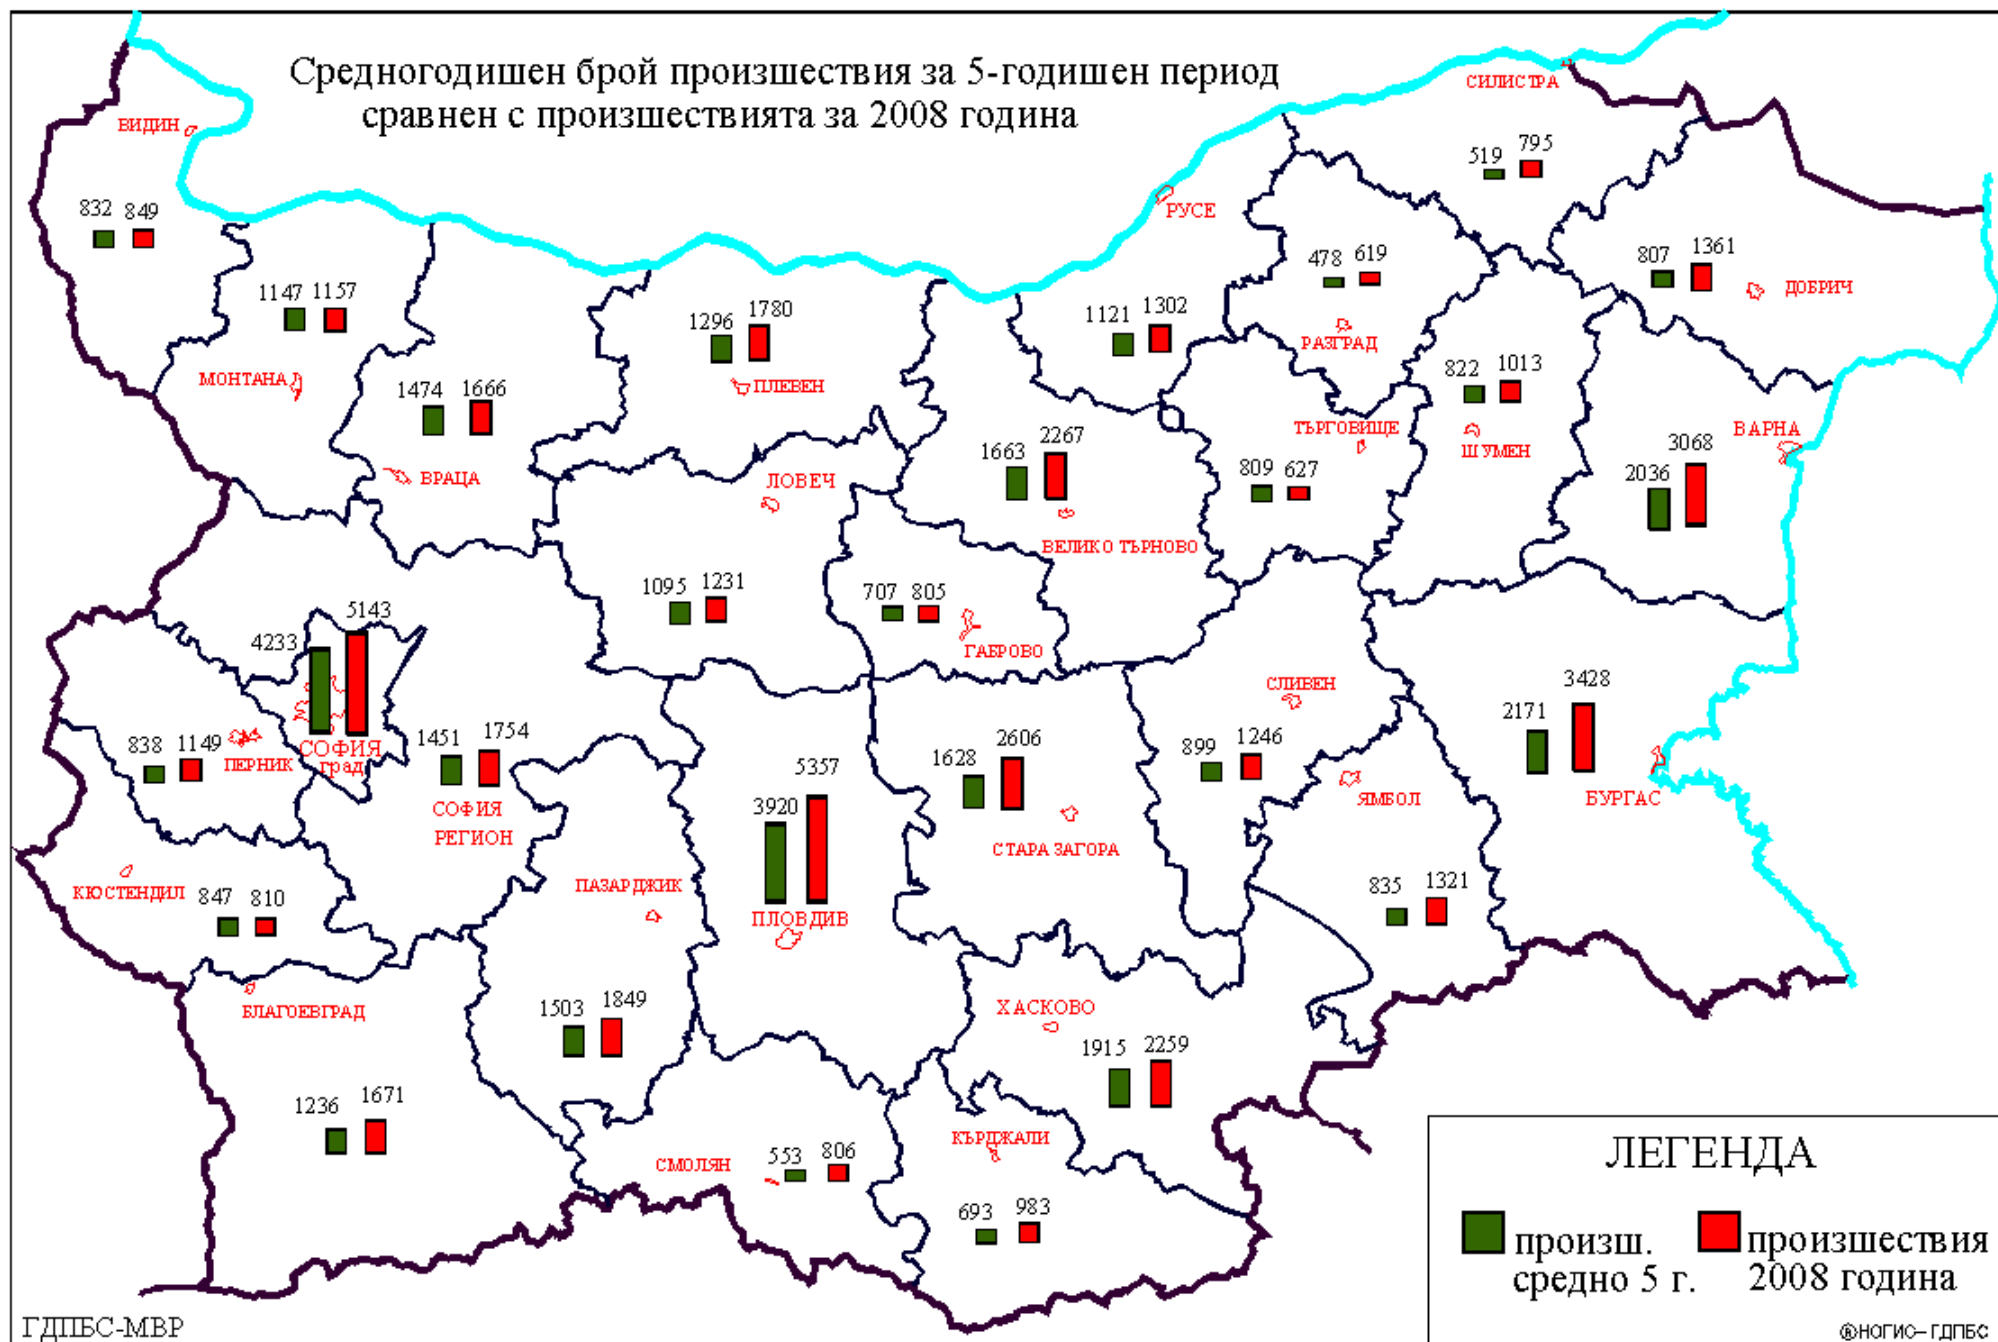 Средногодишен брой произшествия за 5-годишен период
сравнен с произшествията за 2008 година
СИЛИСТРА
519 795
ВИДИН
832 849
РУСЕ
1121 1302
478 619
РАЗГРАД
807 1361
ДОБРИЧ
1147 1157
МОНТАНА
1474 1666
ВРАЦА
1296 1780
ПЛЕВЕН
822 1013
ШУМЕН
ТЪРГОВИЩЕ
809 627
ВАРНА
2036 3068
1663 2267
ВЕЛИКО ТЪРНОВО
ЛОВЕЧ
1095 1231
707 805
ГАБРОВО
4233 5143
СОФИЯ
град
838 1149
ПЕРНИК
1451 1754
СОФИЯ
РЕГИОН
СЛИВЕН
899 1246
2171 3428
БУРГАС
1628 2606
СТАРА ЗАГОРА
3920 5357
ПЛОВДИВ
ЯМБОЛ
835 1321
КЮСТЕНДИЛ
847 810
ПАЗАРДЖИК
1503 1849
БЛАГОЕВГРАД
1236 1671
ХАСКОВО
1915 2259
СМОЛЯН
553 806
КЪРДЖАЛИ
693 983
ЛЕГЕНДА
произш.
средно 5 г.
произшествия
2008 година
ГДПБС-МВР
®НОГИС-ГДПБС